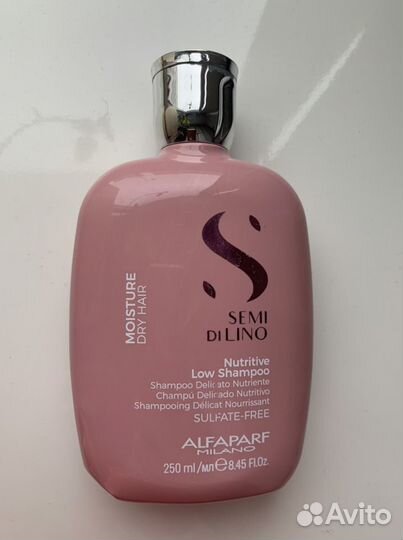 MOISTURE
DRY HAIR
SEMI
DI LINO
Nutritive
Low Shampoo
Shampoo Delicato Nutriente
Champú Delicado Nutritivo
Shampooing Délicat Nourrissant
SULFATE-FREE
ALFAPARF
MILANO
250 ml/мл ℮ 8.45 Fl.Oz.
Avito